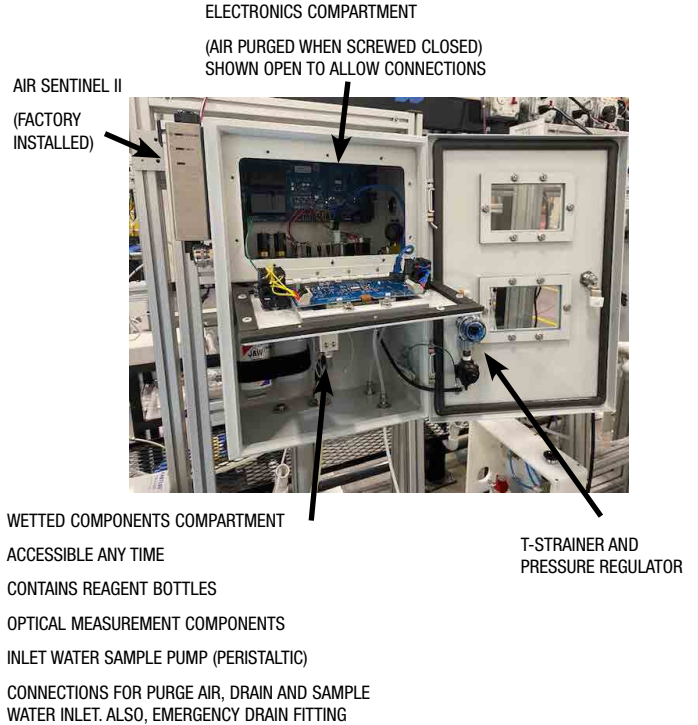 ELECTRONICS COMPARTMENT
(AIR PURGED WHEN SCREWED CLOSED)
SHOWN OPEN TO ALLOW CONNECTIONS
AIR SENTINEL II
(FACTORY
INSTALLED)
JAW
WETTED COMPONENTS COMPARTMENT
ACCESSIBLE ANY TIME
CONTAINS REAGENT BOTTLES
OPTICAL MEASUREMENT COMPONENTS
INLET WATER SAMPLE PUMP (PERISTALTIC)
CONNECTIONS FOR PURGE AIR, DRAIN AND SAMPLE
WATER INLET. ALSO, EMERGENCY DRAIN FITTING
T-STRAINER AND
PRESSURE REGULATOR